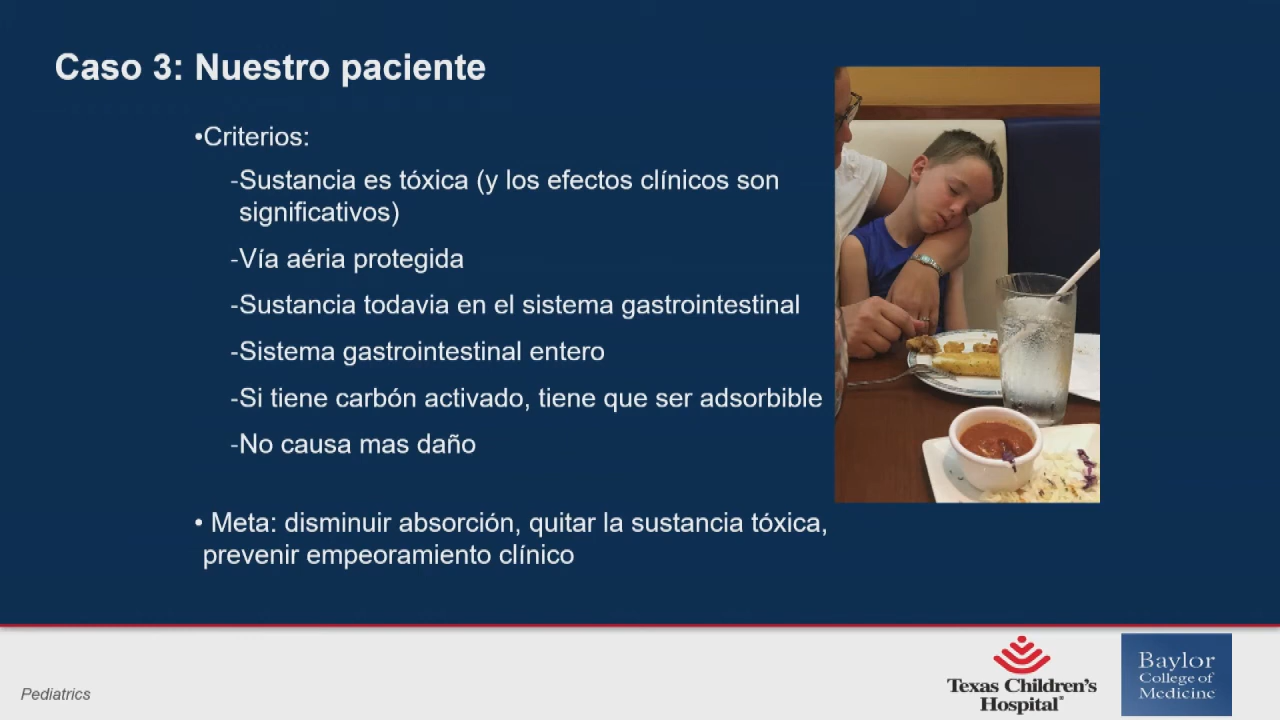 Caso 3: Nuestro paciente
•Criterios:
-Sustancia es tóxica (y los efectos clínicos son
significativos)
-Vía aéria protegida
-Sustancia todavia en el sistema gastrointestinal
-Sistema gastrointestinal entero
-Si tiene carbón activado, tiene que ser adsorbible
-No causa mas daño
• Meta: disminuir absorción, quitar la sustancia tóxica,
prevenir empeoramiento clínico
Pediatrics
Texas Children's
Hospital®
Baylor
College of
Medicine